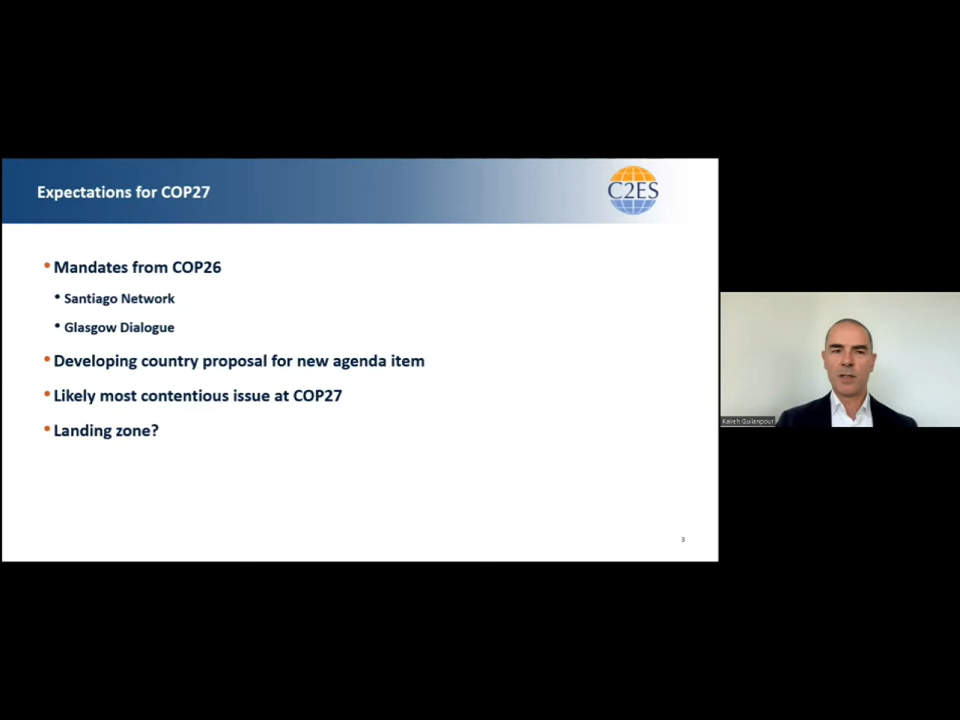 Expectations for COP27
C2ES
• Mandates from COP26
• Santiago Network
• Glasgow Dialogue
• Developing country proposal for new agenda item
• Likely most contentious issue at COP27
• Landing zone?
3
Kaveh Guilanpour